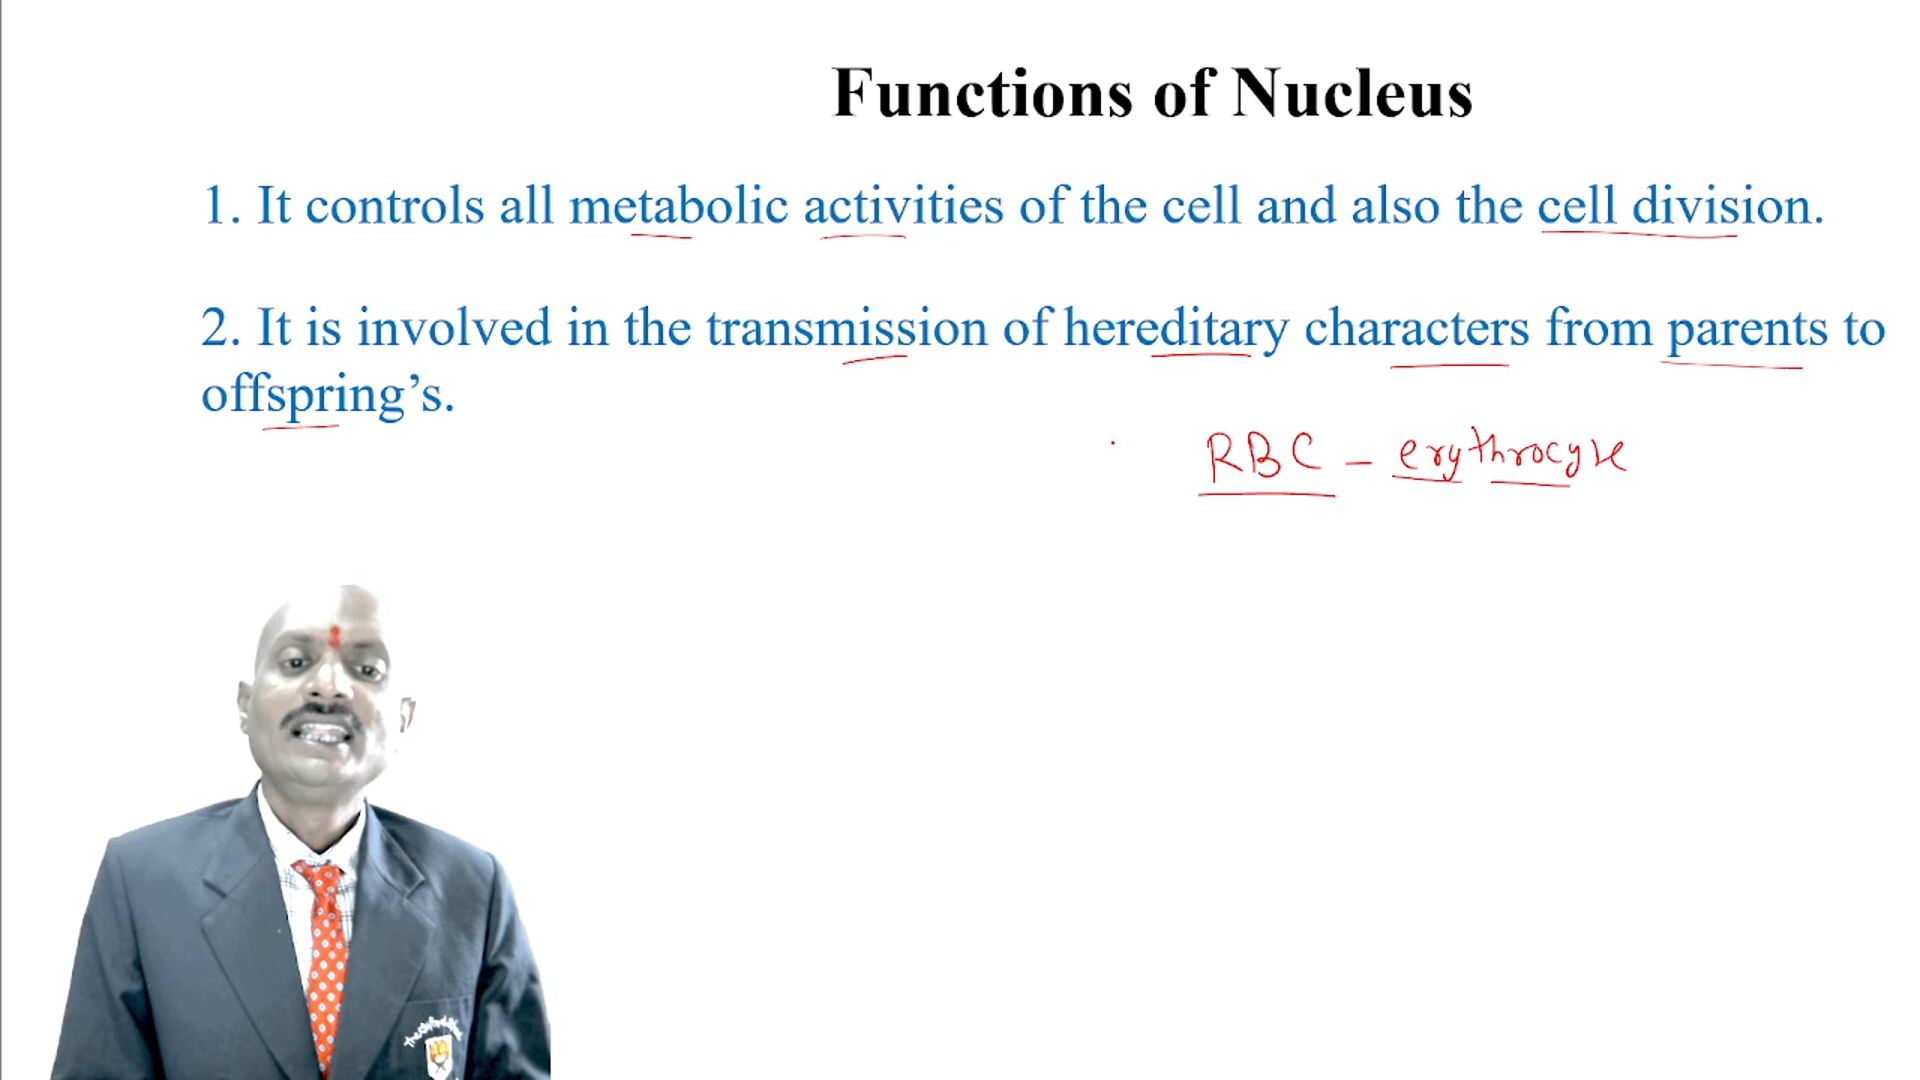 Functions of Nucleus
1. It controls all metabolic activities of the cell and also the cell division.
2. It is involved in the transmission of hereditary characters from parents to
offspring’s.
RBC – erythrocyte